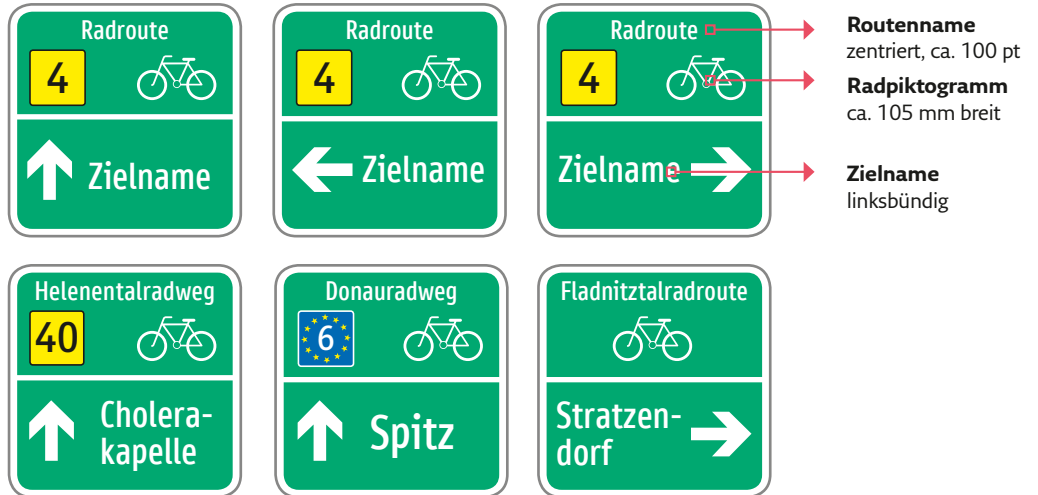 Radroute
4
Zielname
Radroute
4
Zielname
Radroute
4
Zielname
Routenname
zentriert, ca. 100 pt
Radpiktogramm
ca. 105 mm breit
Zielname
linksbündig
Helenentalradweg
40
Cholera-
kapelle
Donauradweg
6
Spitz
Fladnitztalradroute
Stratzen-
dorf